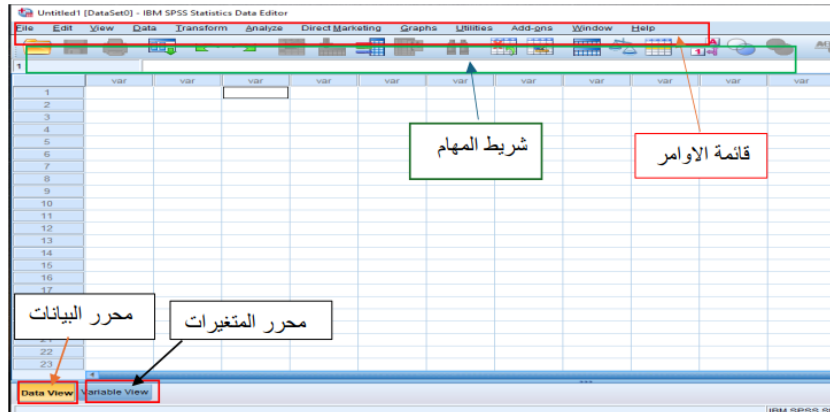 Untitled1 [DataSet0] - IBM SPSS Statistics Data Editor
File Edit View Data Transform Analyze Direct Marketing Graphs Utilities Add-ons Window Help
1
var var var var var var var var var var var
1
2
3
4
5
6
7
8
9
10
11
12
13
14
15
16
17
22
23
شريط المهام
قائمة الاوامر
محرر البيانات
محرر المتغيرات
Data View Variable View
IBM SPSS